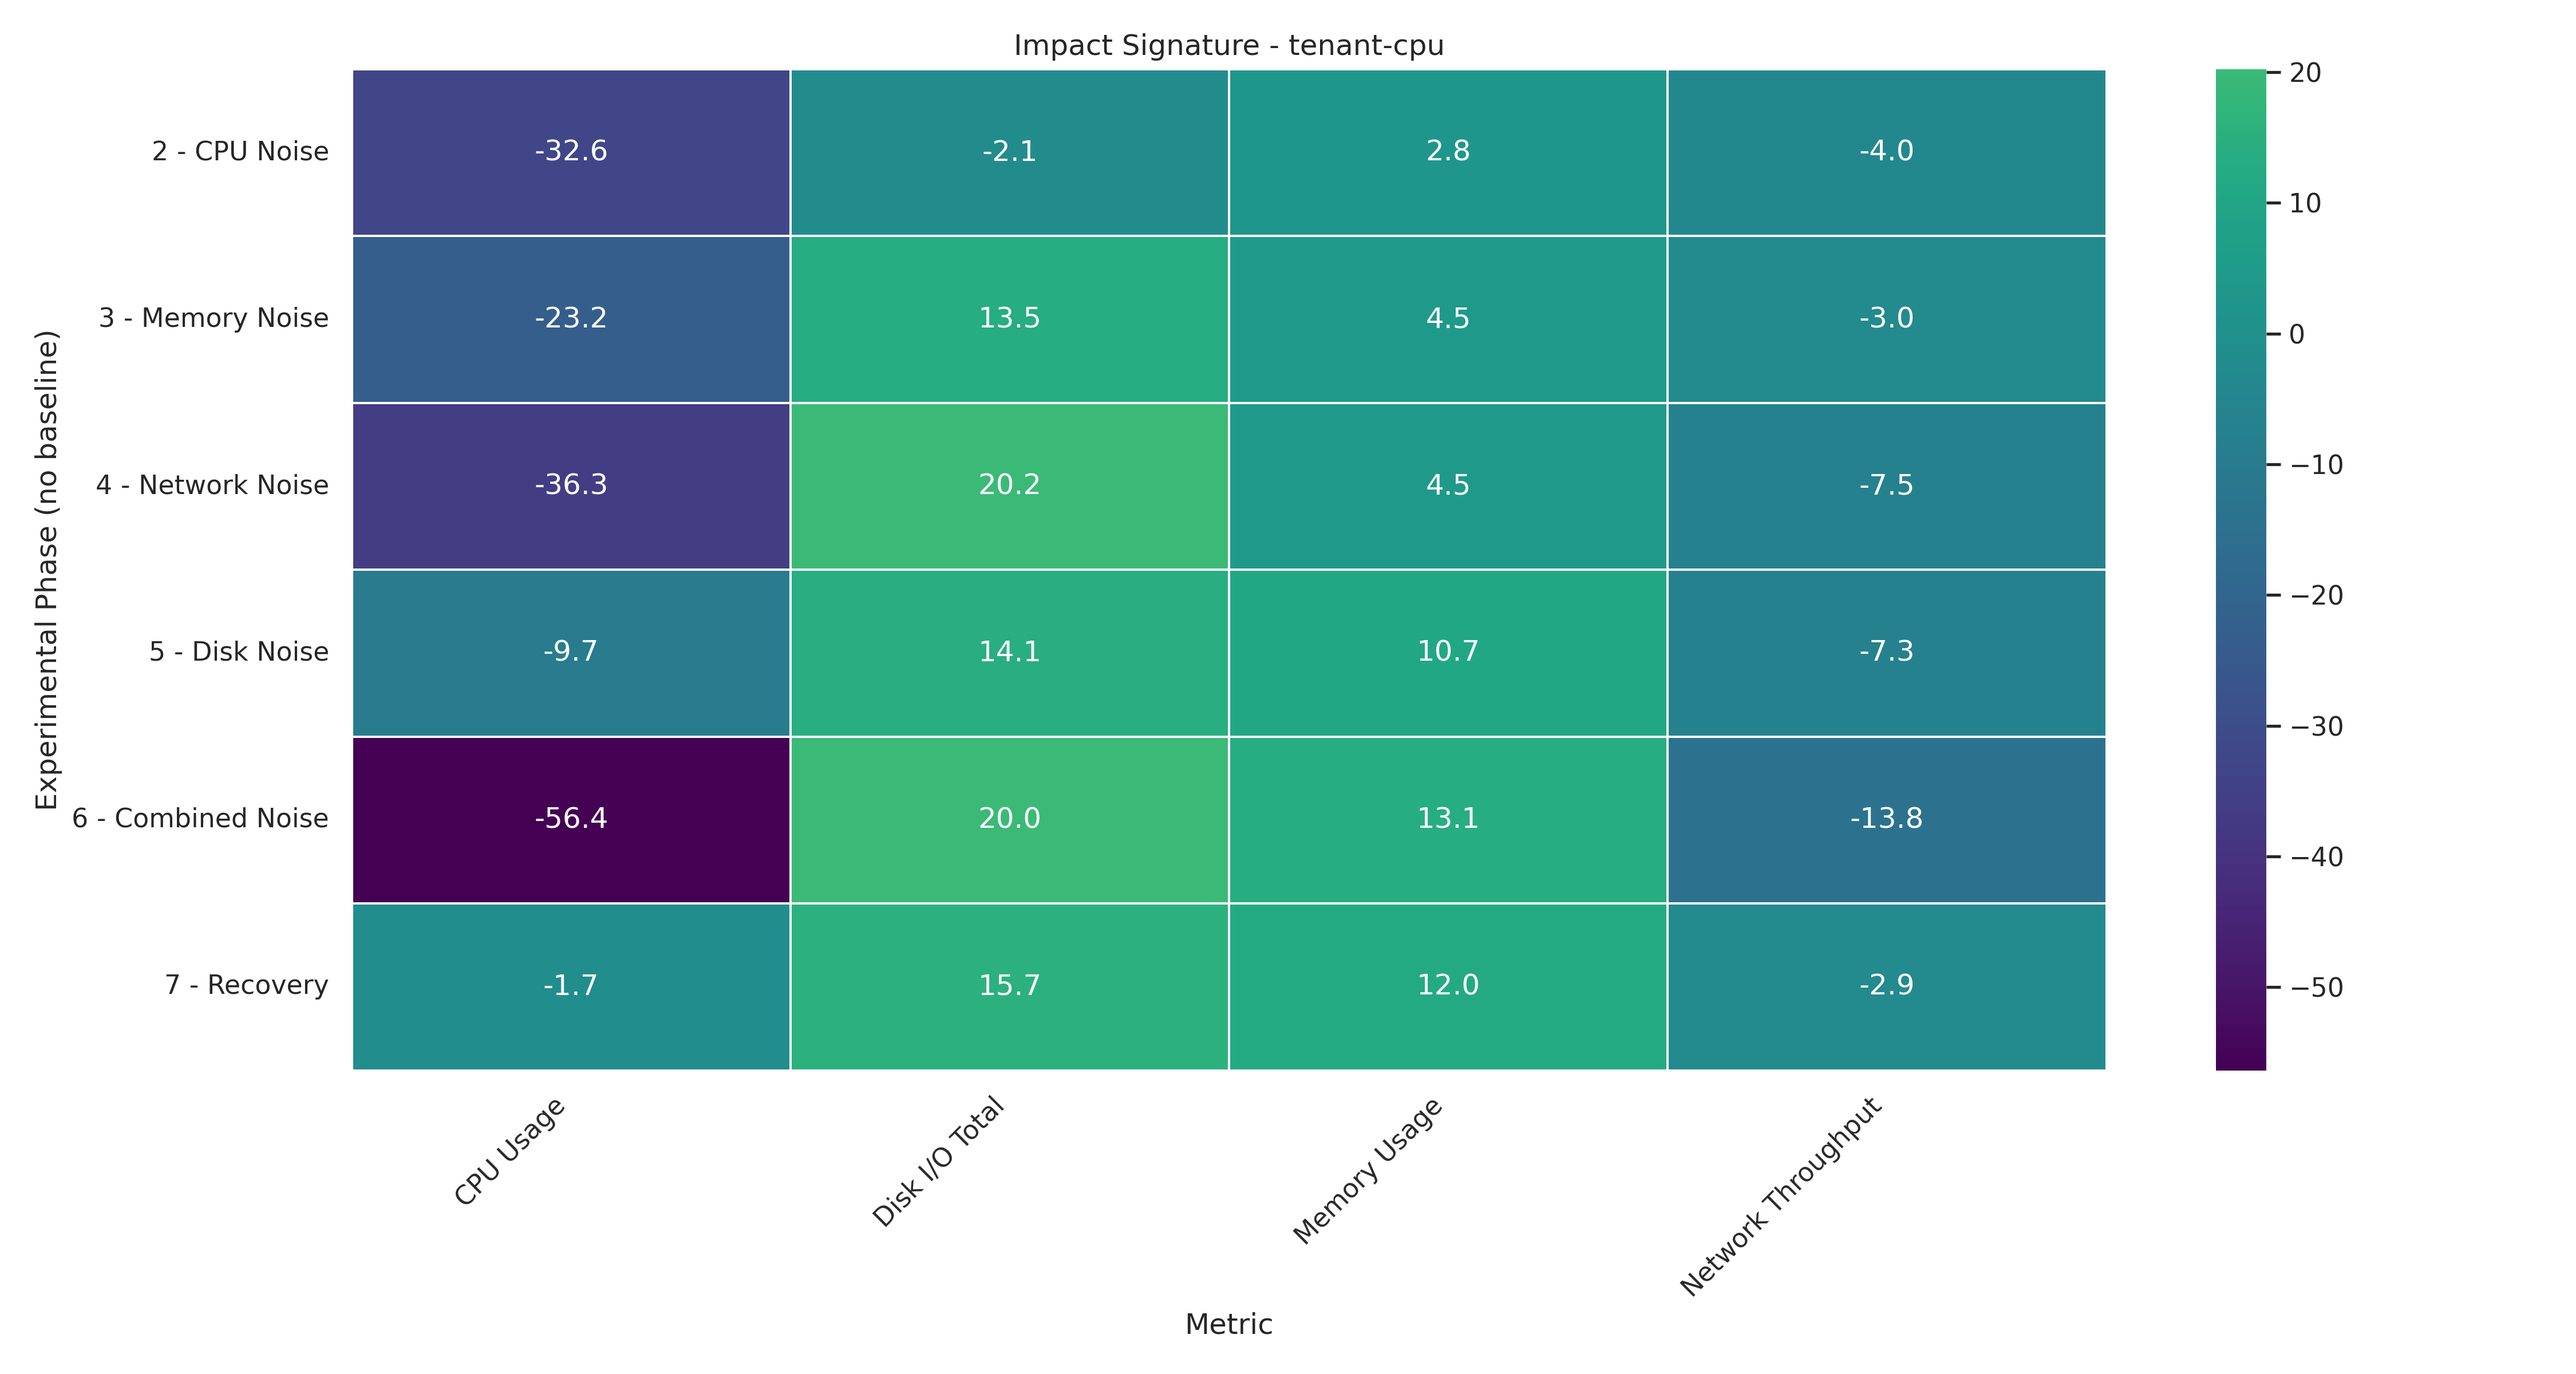 Impact Signature - tenant-cpu
Experimental Phase (no baseline)
2 - CPU Noise -32.6 -2.1 2.8 -4.0
3 - Memory Noise -23.2 13.5 4.5 -3.0
4 - Network Noise -36.3 20.2 4.5 -7.5
5 - Disk Noise -9.7 14.1 10.7 -7.3
6 - Combined Noise -56.4 20.0 13.1 -13.8
7 - Recovery -1.7 15.7 12.0 -2.9
CPU Usage
Disk I/O Total
Memory Usage
Network Throughput
Metric
20
10
0
−10
−20
−30
−40
−50